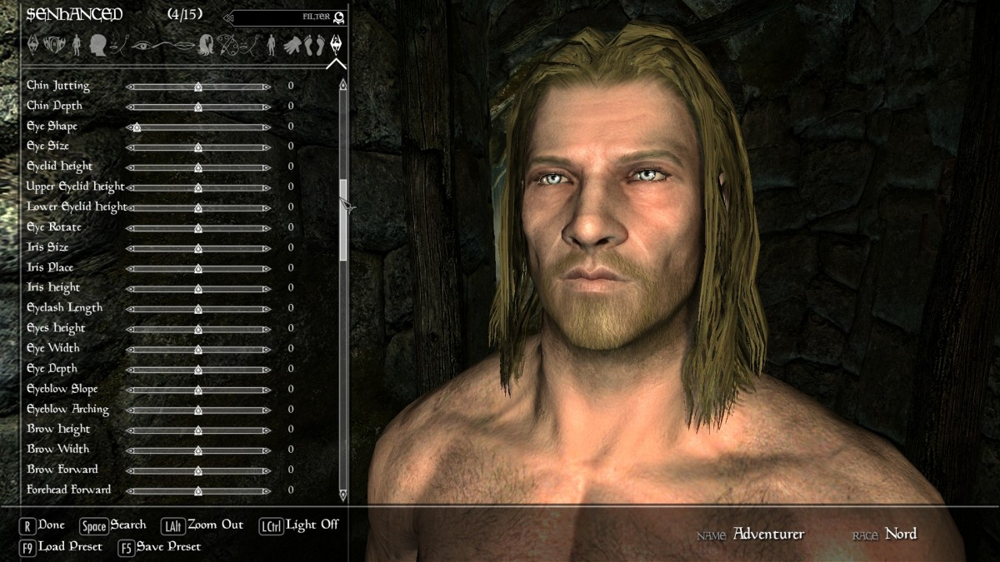 $ENHANCED (4/15) FILTER
Chin Jutting 0
Chin Depth 0
Eye Shape 0
Eye Size 0
Eyelid Height 0
Upper Eyelid Height 0
Lower Eyelid Height 0
Eye Rotate 0
Iris Size 0
Iris Place 0
Iris Height 0
Eyelash Length 0
Eyes Height 0
Eye Width 0
Eye Depth 0
Eyeblow Slope 0
Eyeblow Arching 0
Brow Height 0
Brow Width 0
Brow Forward 0
Forehead Forward 0
R Done Space Search LAlt Zoom Out LCtrl Light Off
F9 Load Preset F5 Save Preset
NAME Adventurer RACE Nord